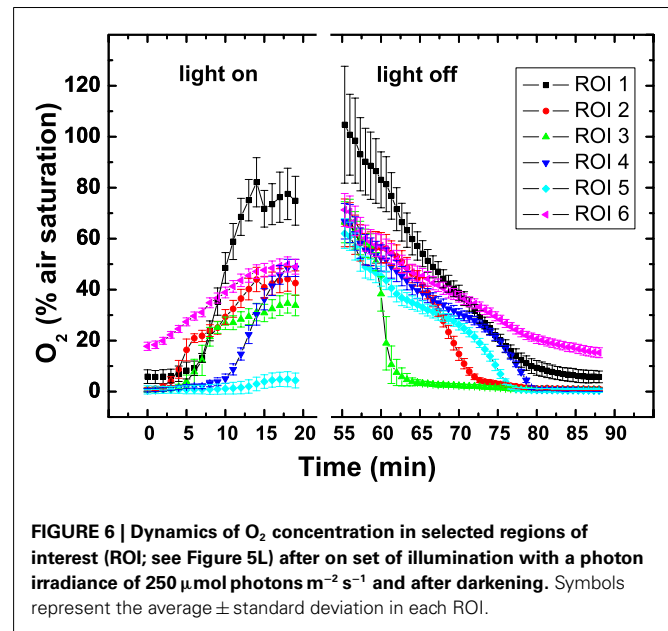 light on
light off
ROI 1
ROI 2
ROI 3
ROI 4
ROI 5
ROI 6
O₂ (% air saturation)
120
100
80
60
40
20
0
0 5 10 15 20 55 60 65 70 75 80 85 90
Time (min)
FIGURE 6 | Dynamics of O₂ concentration in selected regions of
interest (ROI; see Figure 5L) after on set of illumination with a photon
irradiance of 250 μmol photons m⁻² s⁻¹ and after darkening. Symbols
represent the average ± standard deviation in each ROI.